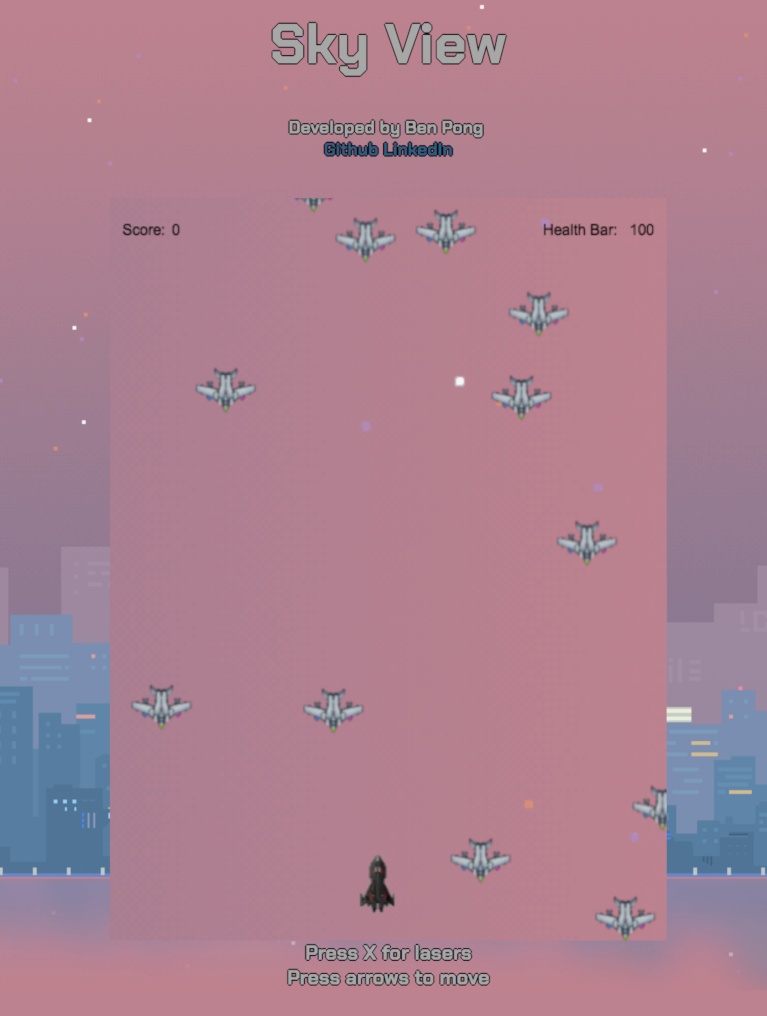 Sky View
Developed by Ben Pong
Github LinkedIn
Score: 0 Health Bar: 100
Press X for lasers
Press arrows to move